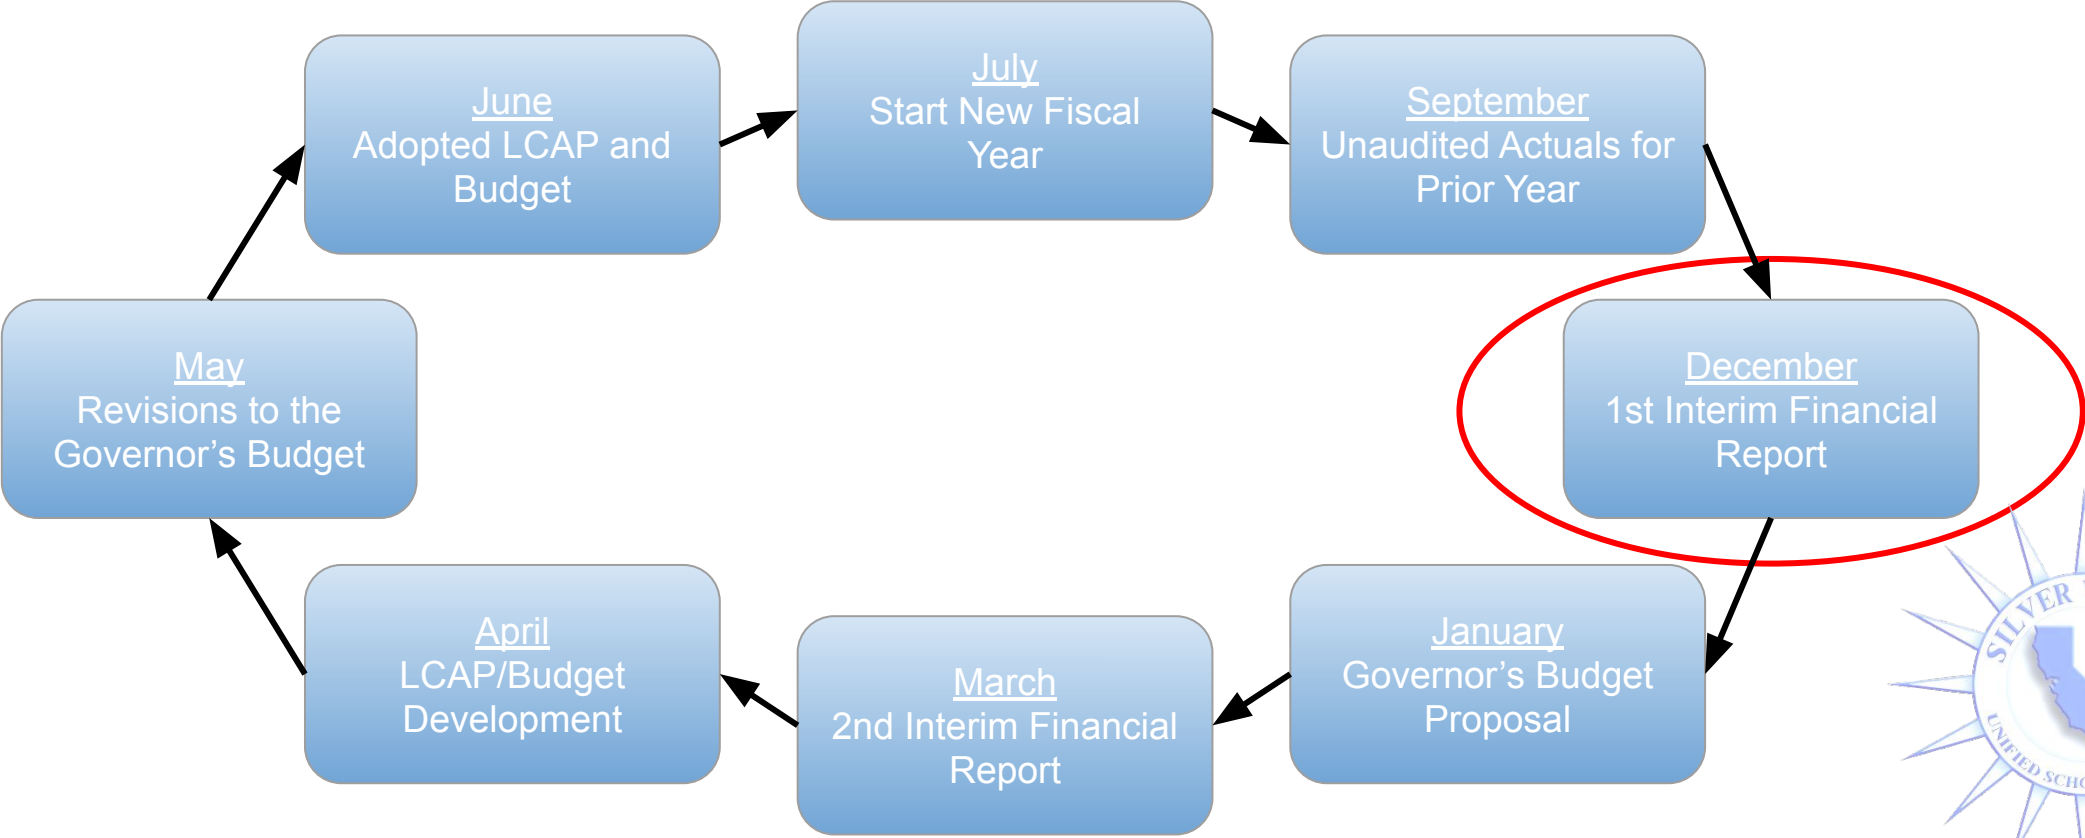 July
Start New Fiscal
Year
June
Adopted LCAP and
Budget
September
Unaudited Actuals for
Prior Year
May
Revisions to the
Governor’s Budget
December
1st Interim Financial
Report
April
LCAP/Budget
Development
March
2nd Interim Financial
Report
January
Governor’s Budget
Proposal
SILVER
UNIFIED